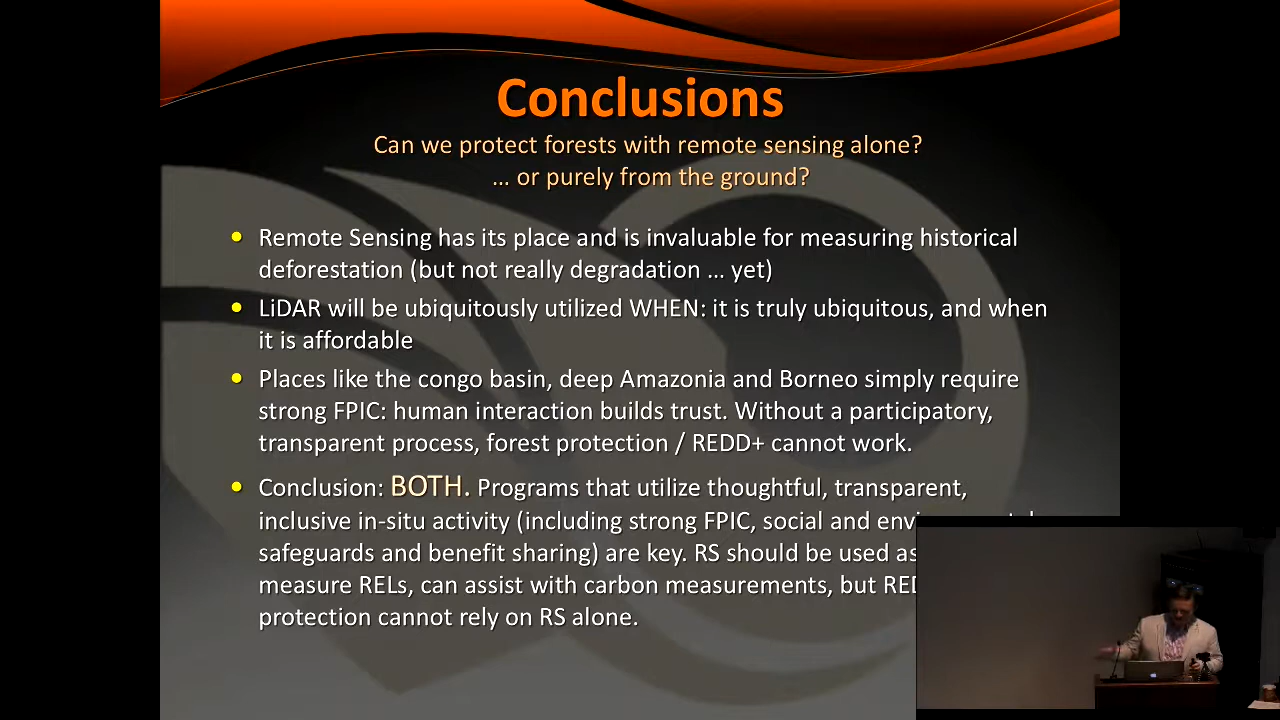 Conclusions
Can we protect forests with remote sensing alone?
... or purely from the ground?
• Remote Sensing has its place and is invaluable for measuring historical
deforestation (but not really degradation ... yet)
• LiDAR will be ubiquitously utilized WHEN: it is truly ubiquitous, and when
it is affordable
• Places like the congo basin, deep Amazonia and Borneo simply require
strong FPIC: human interaction builds trust. Without a participatory,
transparent process, forest protection / REDD+ cannot work.
• Conclusion: BOTH. Programs that utilize thoughtful, transparent,
inclusive in-situ activity (including strong FPIC, social and
safeguards and benefit sharing) are key. RS should be used as
measure RELs, can assist with carbon measurements, but
protection cannot rely on RS alone.